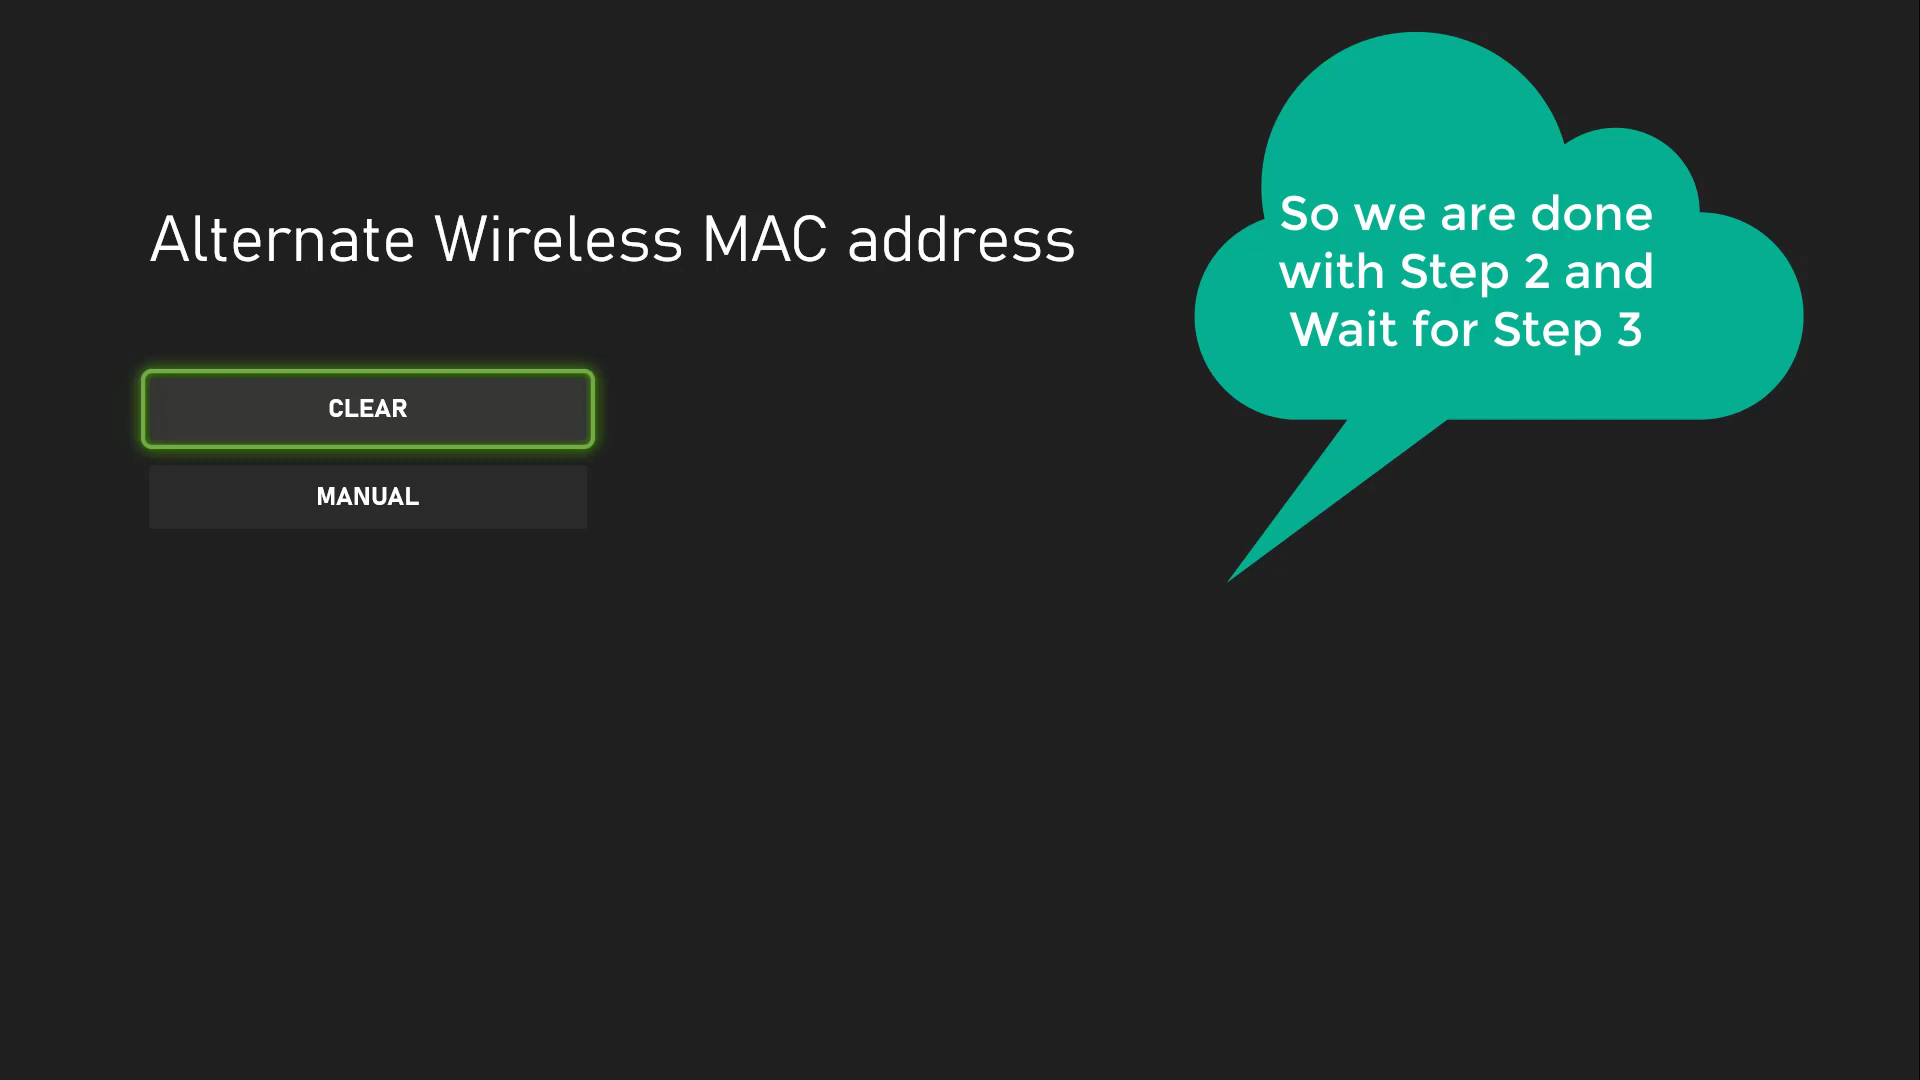 Alternate Wireless MAC address
CLEAR
MANUAL
So we are done
with Step 2 and
Wait for Step 3